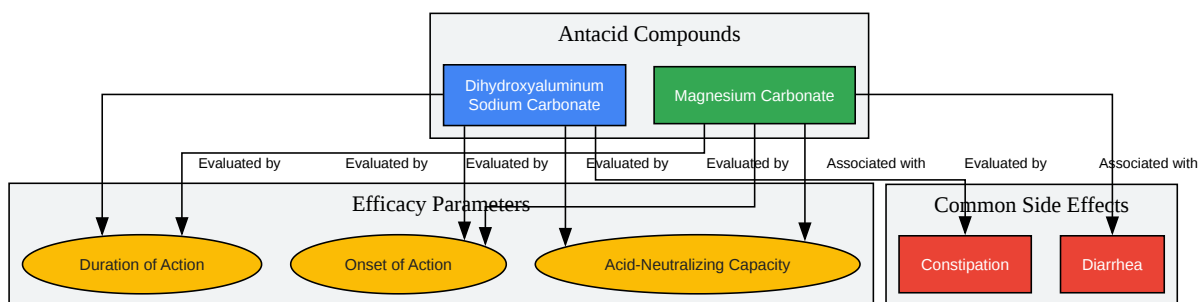 Antacid Compounds
Dihydroxyaluminum
Sodium Carbonate
Magnesium Carbonate
Evaluated by
Evaluated by
Evaluated by
Evaluated by
Evaluated by
Associated with
Evaluated by
Associated with
Efficacy Parameters
Common Side Effects
Duration of Action
Onset of Action
Acid-Neutralizing Capacity
Constipation
Diarrhea